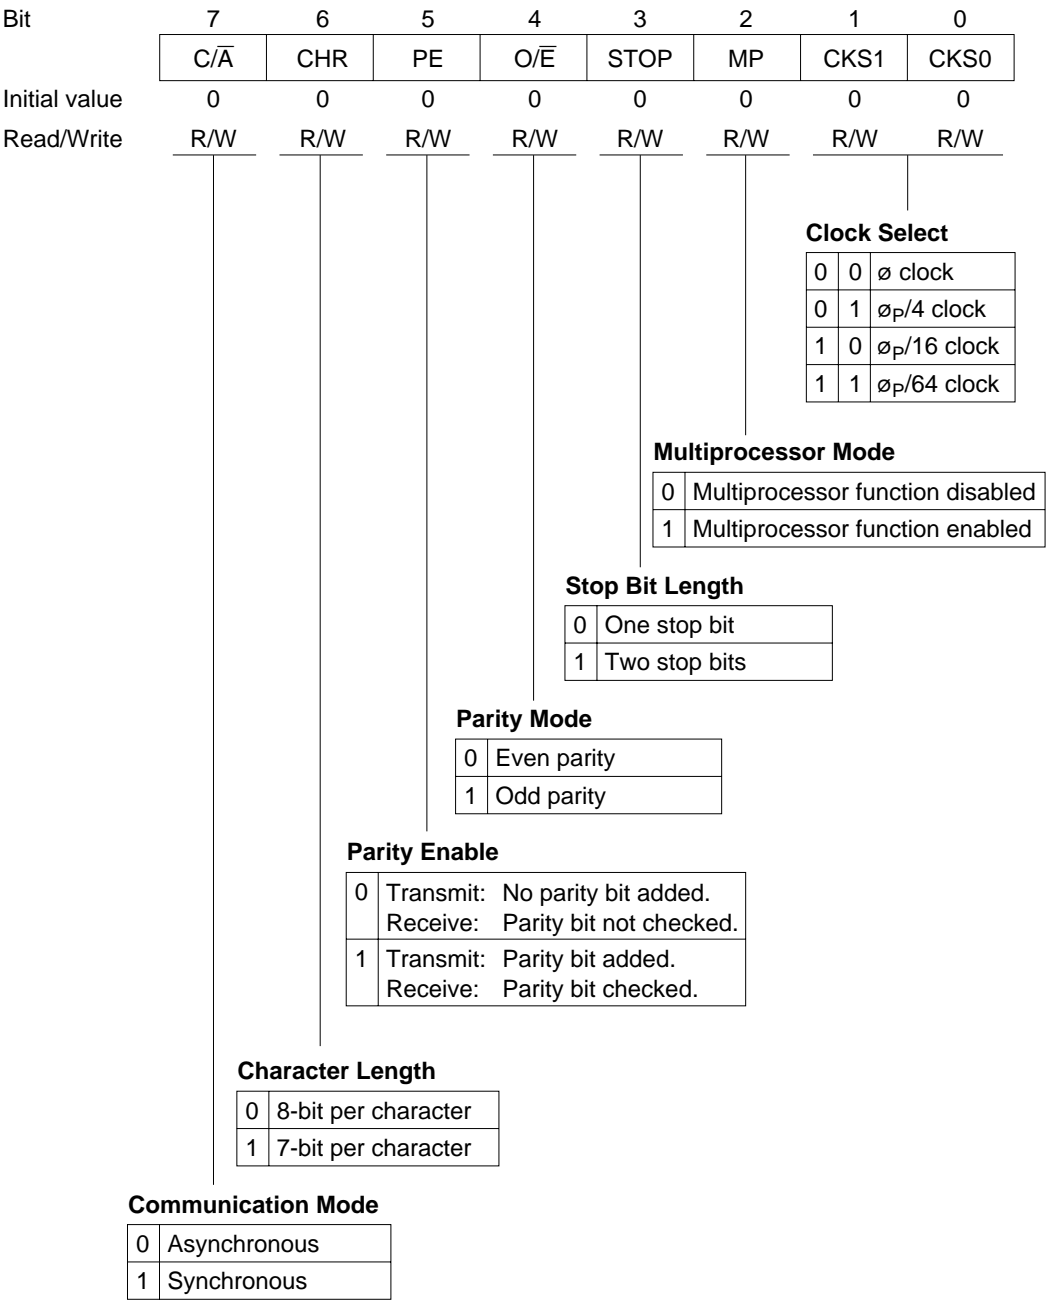 Bit 7 6 5 4 3 2 1 0
C/A̅ CHR PE O/E̅ STOP MP CKS1 CKS0
Initial value 0 0 0 0 0 0 0 0
Read/Write R/W R/W R/W R/W R/W R/W R/W R/W
Clock Select
0 0 ø clock
0 1 øP/4 clock
1 0 øP/16 clock
1 1 øP/64 clock
Multiprocessor Mode
0 Multiprocessor function disabled
1 Multiprocessor function enabled
Stop Bit Length
0 One stop bit
1 Two stop bits
Parity Mode
0 Even parity
1 Odd parity
Parity Enable
0 Transmit: No parity bit added.
Receive: Parity bit not checked.
1 Transmit: Parity bit added.
Receive: Parity bit checked.
Character Length
0 8-bit per character
1 7-bit per character
Communication Mode
0 Asynchronous
1 Synchronous